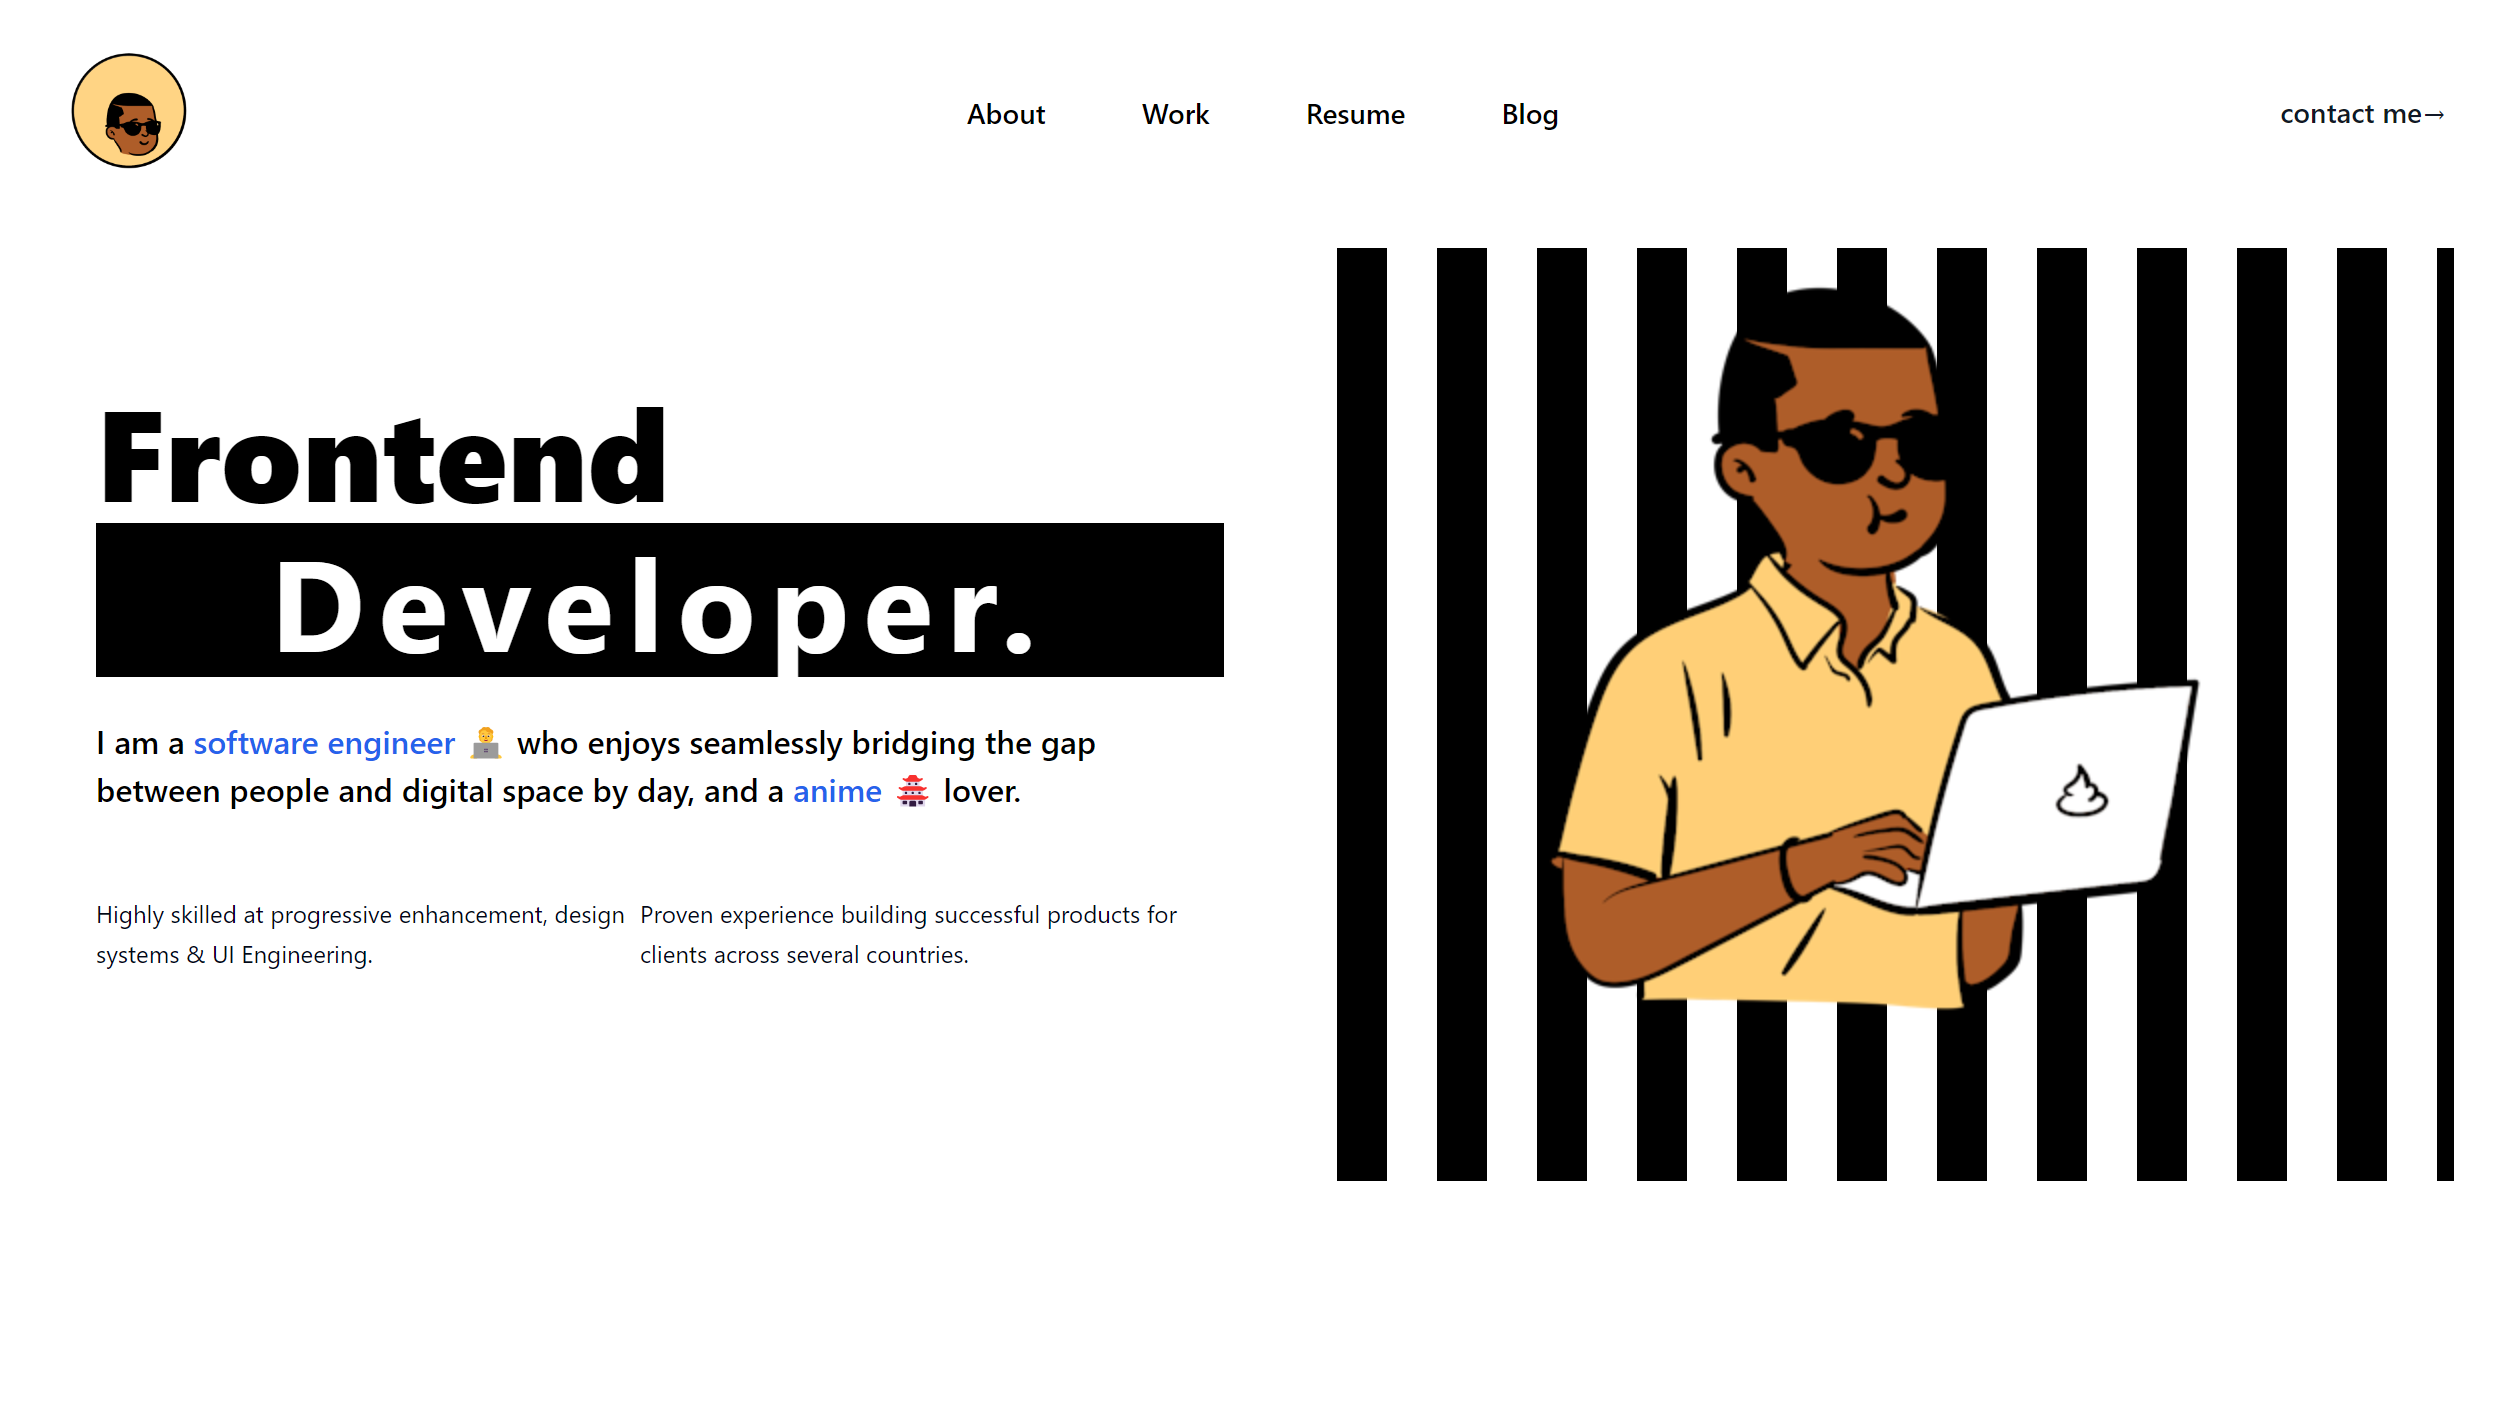 About
Work
Resume
Blog
contact me→
Frontend
Developer.
I am a software engineer 🧑‍💻 who enjoys seamlessly bridging the gap
between people and digital space by day, and a anime 🏯 lover.
Highly skilled at progressive enhancement, design
systems & UI Engineering.
Proven experience building successful products for
clients across several countries.